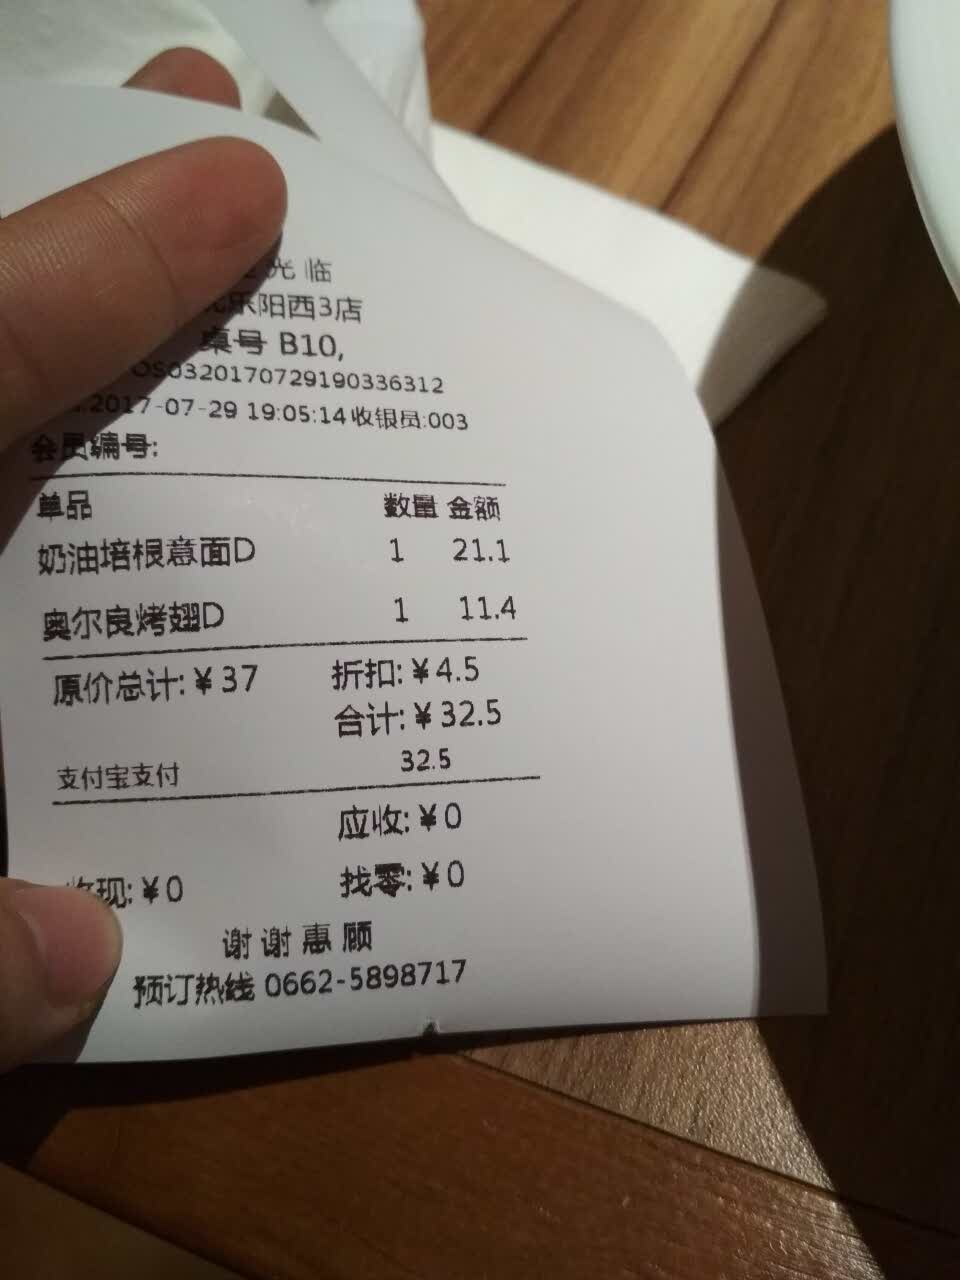 光临
乐阳西3店
桌号 B10,
OS0320170729190336312
2017-07-29 19:05:14收银员:003
会员编号:
单品 数量 金额
奶油培根意面D 1 21.1
奥尔良烤翅D 1 11.4
原价总计:¥37 折扣:¥4.5
合计:¥32.5
支付宝支付 32.5
应收:¥0
收现:¥0 找零:¥0
谢谢惠顾
预订热线 0662-5898717